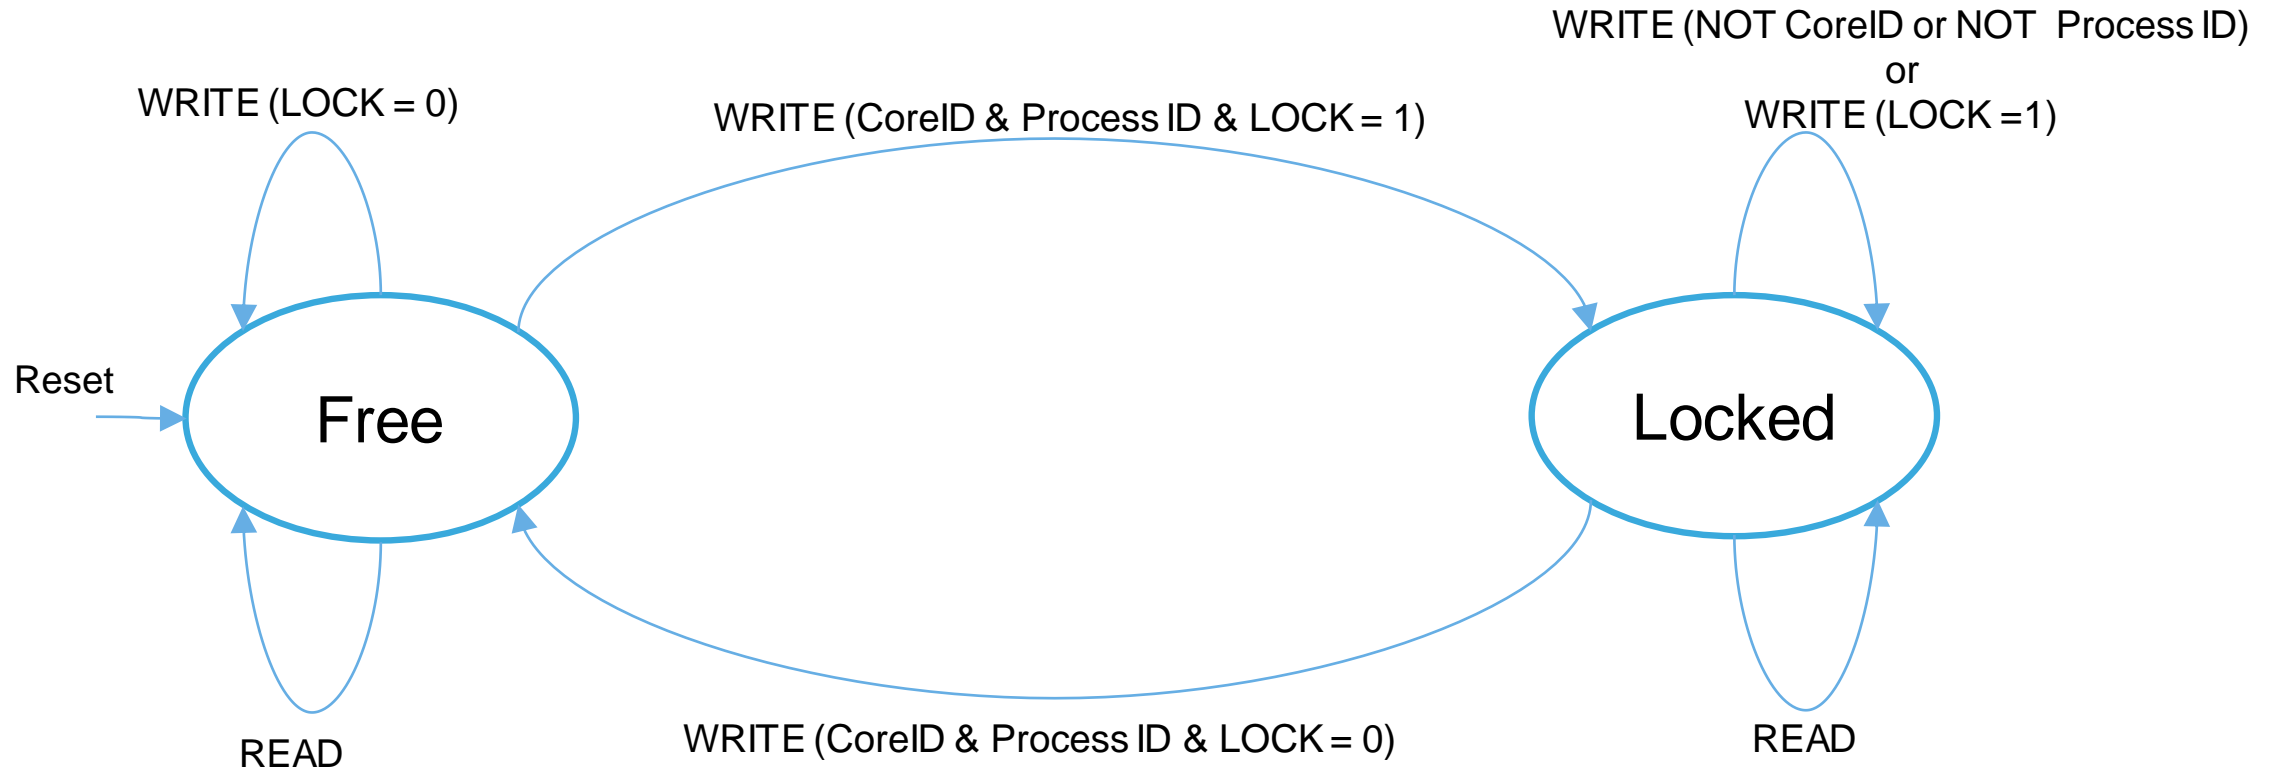 WRITE (NOT CoreID or NOT Process ID)
or
WRITE (LOCK =1)
WRITE (LOCK = 0)
WRITE (CoreID & Process ID & LOCK = 1)
Reset
Free
Locked
WRITE (CoreID & Process ID & LOCK = 0)
READ
READ